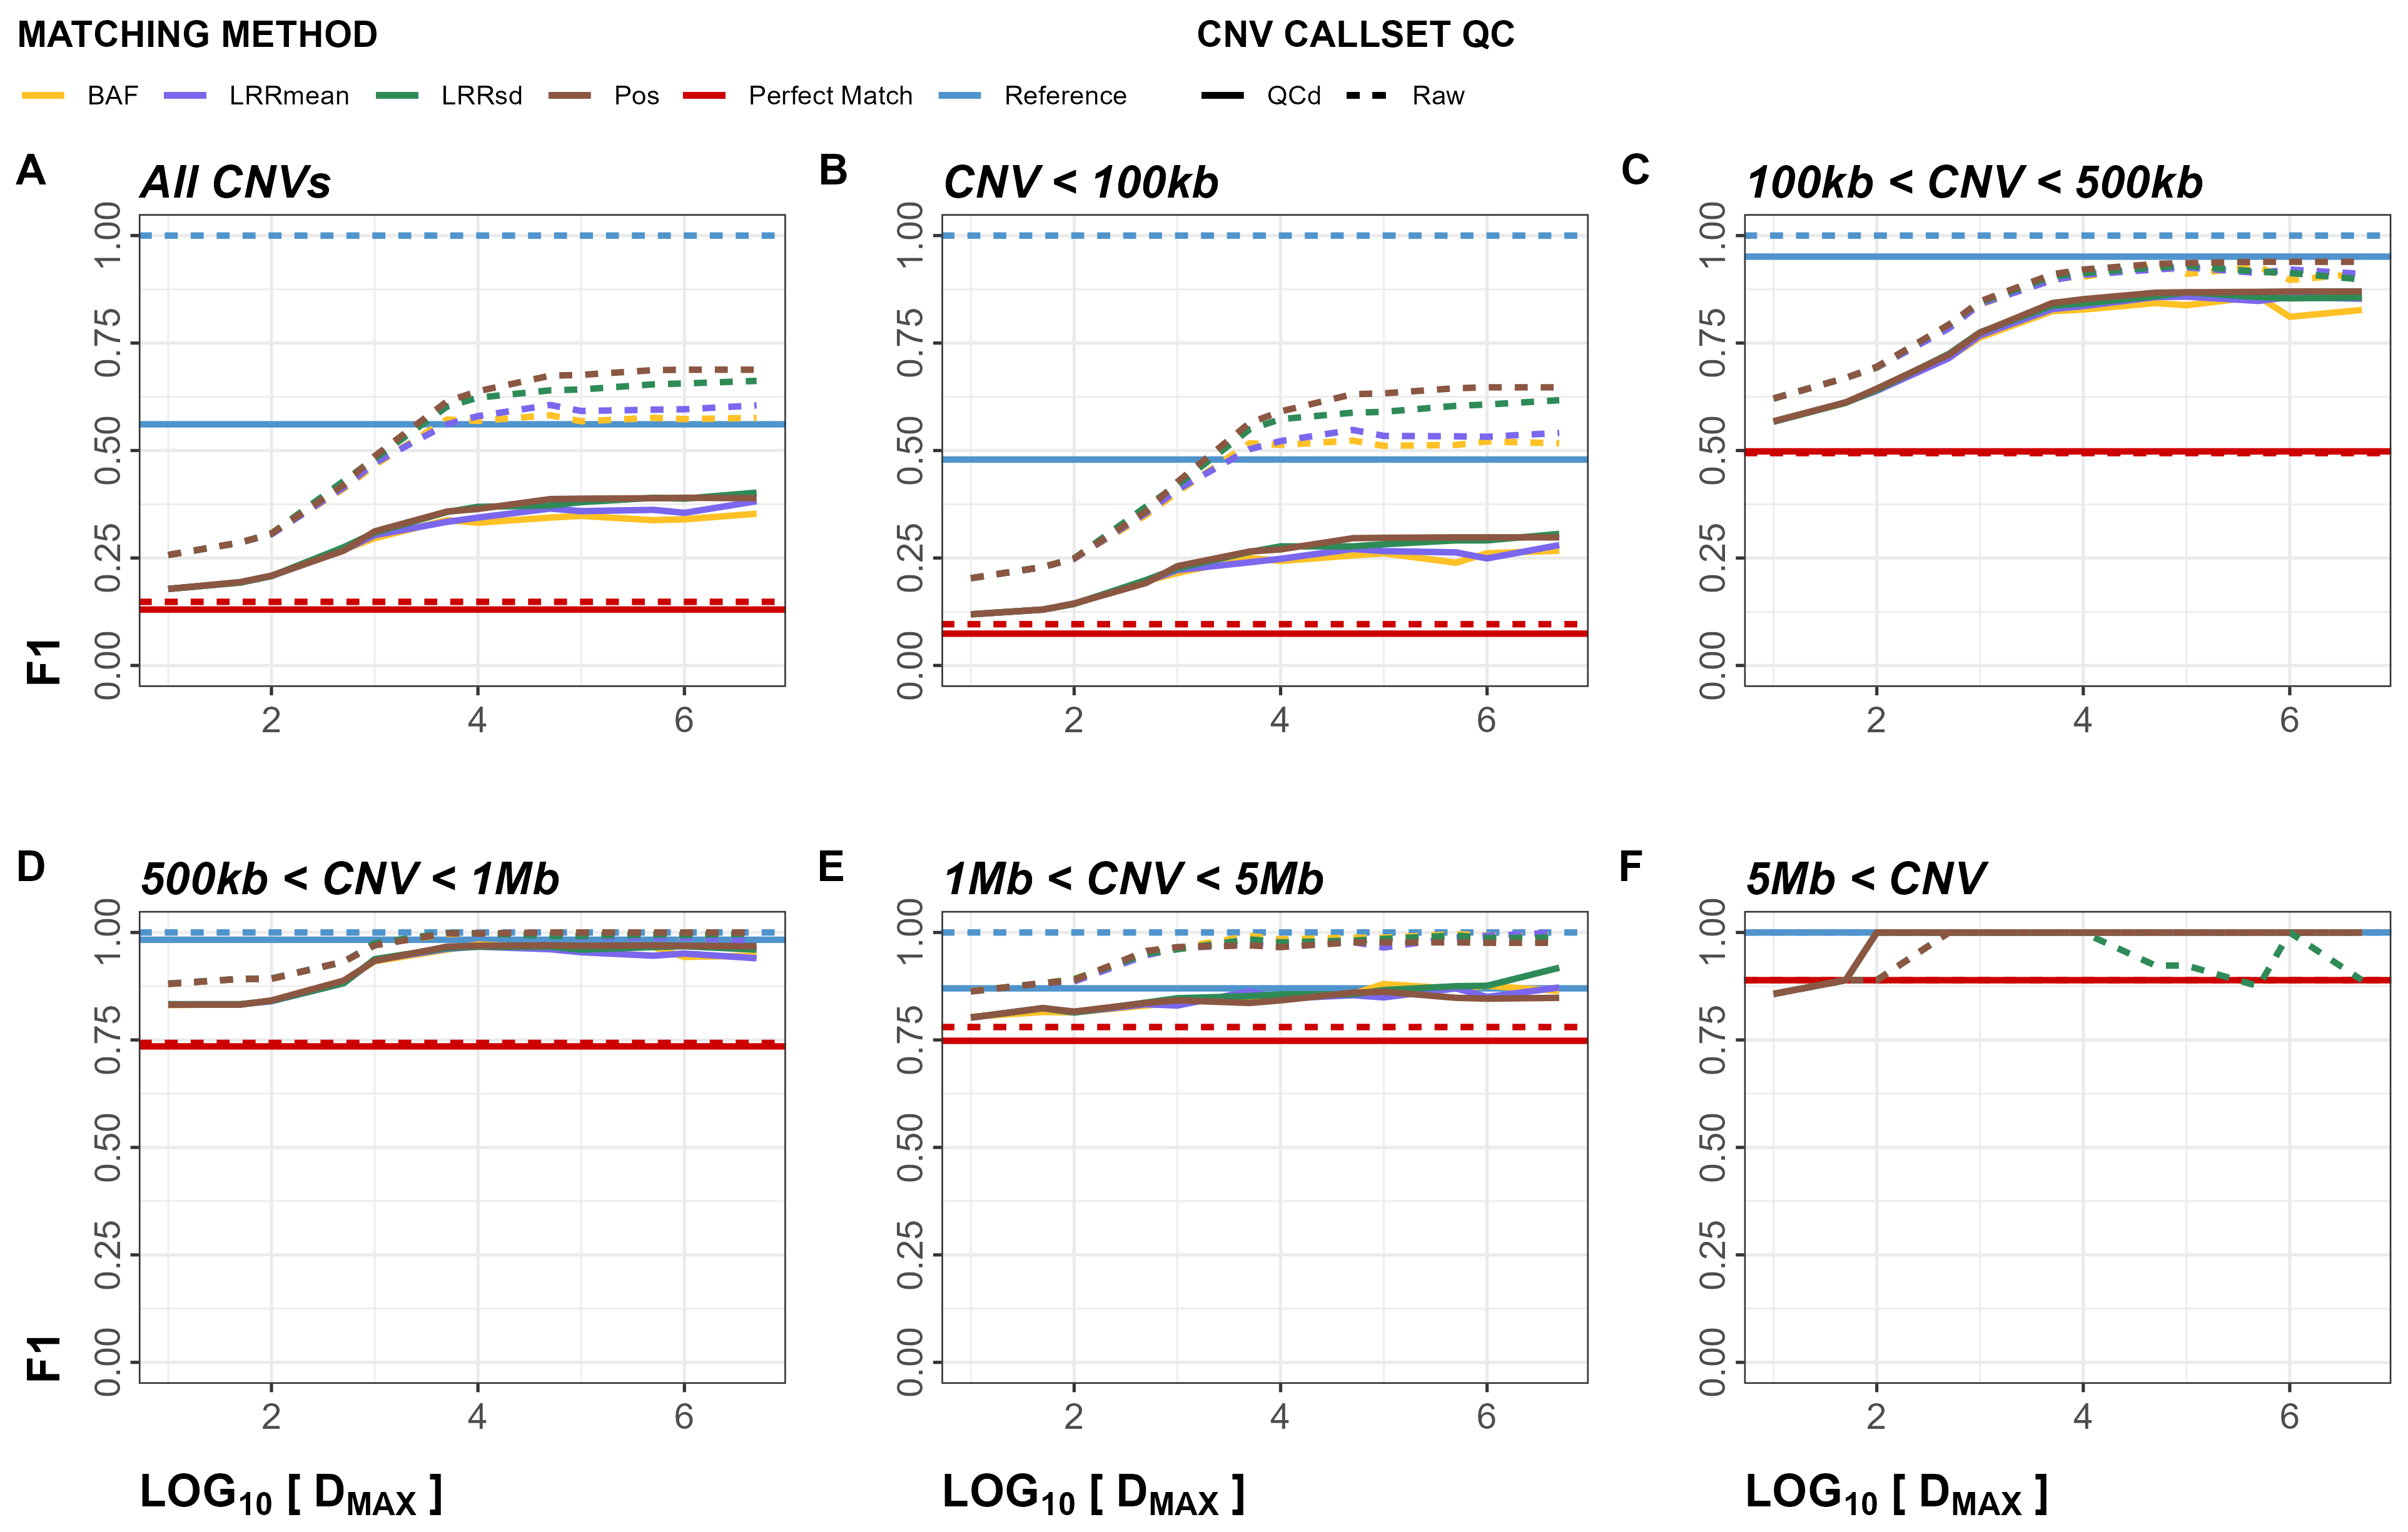 MATCHING METHOD CNV CALLSET QC
BAF LRRmean LRRsd Pos Perfect Match Reference QCd Raw
A All CNVs B CNV < 100kb C 100kb < CNV < 500kb
1.00 1.00 1.00
0.75 0.75 0.75
0.50 0.50 0.50
0.25 0.25 0.25
0.00 0.00 0.00
F1
2 4 6 2 4 6 2 4 6
D 500kb < CNV < 1Mb E 1Mb < CNV < 5Mb F 5Mb < CNV
1.00 1.00 1.00
0.75 0.75 0.75
0.50 0.50 0.50
0.25 0.25 0.25
0.00 0.00 0.00
F1
2 4 6 2 4 6 2 4 6
LOG10 [ DMAX ] LOG10 [ DMAX ] LOG10 [ DMAX ]